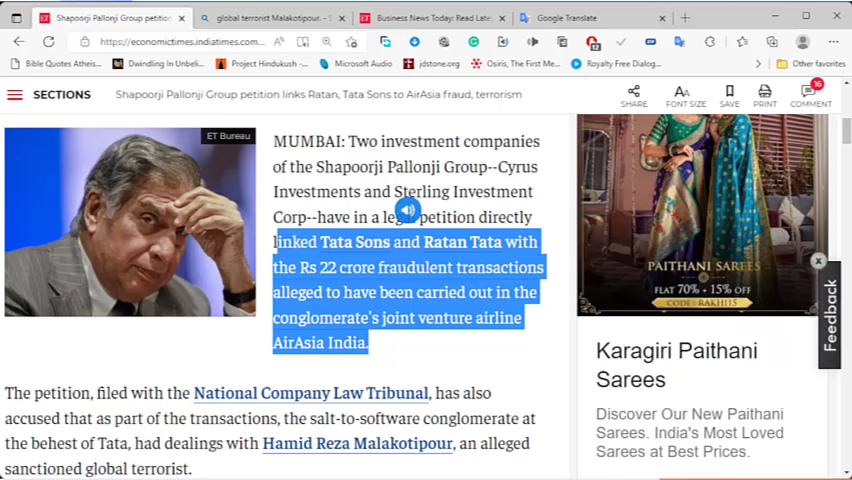 Shapoorji Pallonji Group petition
global terrorist Malakotipour. - S
Business News Today: Read Late
Google Translate
https://economictimes.indiatimes.com
12
Bible Quotes Atheis...
Dwindling In Unbeli...
Project Hindukush -...
Microsoft Audio
jdstone.org
Osiris, The First Me...
Royalty Free Dialog...
Other favorites
SECTIONS
Shapoorji Pallonji Group petition links Ratan, Tata Sons to AirAsia fraud, terrorism
SHARE
AA
FONT SIZE
SAVE
PRINT
16
COMMENT
ET Bureau
MUMBAI: Two investment companies
of the Shapoorji Pallonji Group--Cyrus
Investments and Sterling Investment
Corp--have in a legal petition directly
linked Tata Sons and Ratan Tata with
the Rs 22 crore fraudulent transactions
alleged to have been carried out in the
conglomerate's joint venture airline
AirAsia India.
The petition, filed with the National Company Law Tribunal, has also
accused that as part of the transactions, the salt-to-software conglomerate at
the behest of Tata, had dealings with Hamid Reza Malakotipour, an alleged
sanctioned global terrorist.
PAITHANI SAREES
FLAT 70% + 15% OFF
CODE: RAKHI15
Karagiri Paithani
Sarees
Discover Our New Paithani
Sarees. India's Most Loved
Sarees at Best Prices.
Feedback